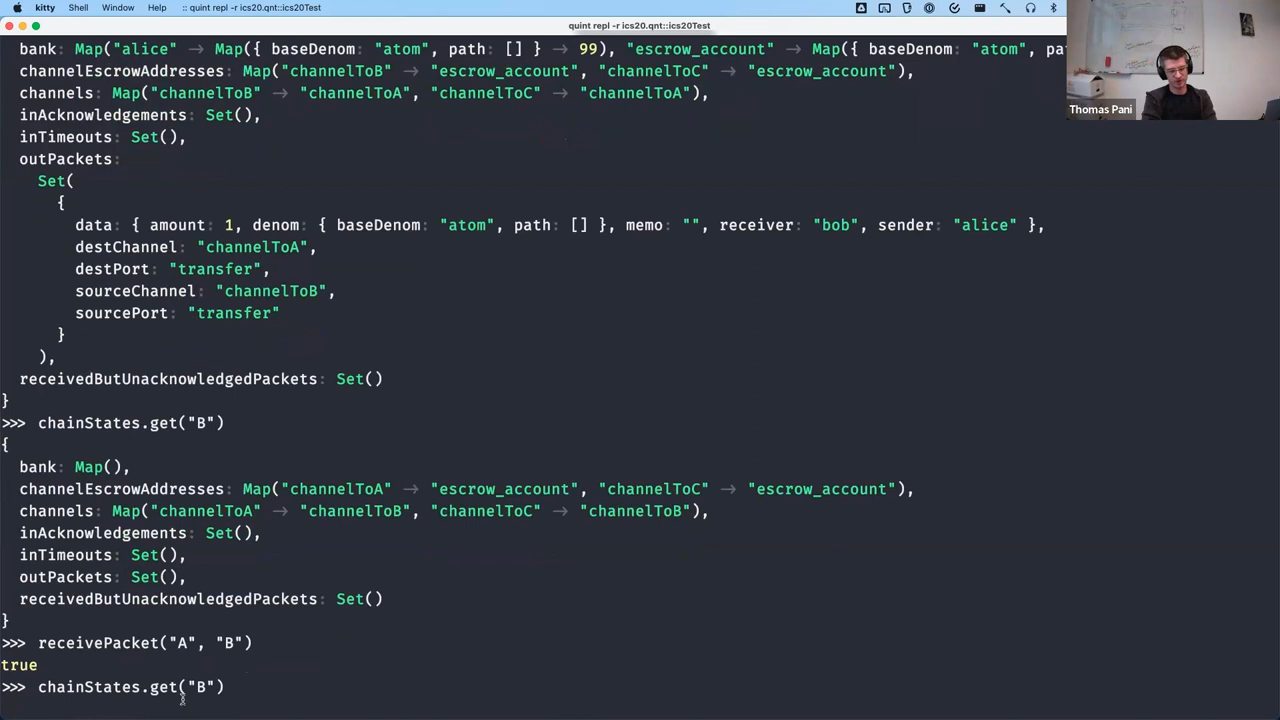 kitty Shell Window Help
:: quint repl -r ics20.qnt::ics20Test
quint repl -r ics20.qnt::ics20Test
bank: Map("alice" → Map({ baseDenom: "atom", path: [] } → 99), "escrow_account" → Map({ baseDenom: "atom",
channelEscrowAddresses: Map("channelToB" → "escrow_account", "channelToC" → "escrow_account"),
channels: Map("channelToB" → "channelToA", "channelToC" → "channelToA"),
inAcknowledgements: Set(),
inTimeouts: Set(),
outPackets:
Set(
{
data: { amount: 1, denom: { baseDenom: "atom", path: [] }, memo: "", receiver: "bob", sender: "alice" },
destChannel: "channelToA",
destPort: "transfer",
sourceChannel: "channelToB",
sourcePort: "transfer"
}
),
receivedButUnacknowledgedPackets: Set()
}
>>> chainStates.get("B")
{
bank: Map(),
channelEscrowAddresses: Map("channelToA" → "escrow_account", "channelToC" → "escrow_account"),
channels: Map("channelToA" → "channelToB", "channelToC" → "channelToB"),
inAcknowledgements: Set(),
inTimeouts: Set(),
outPackets: Set(),
receivedButUnacknowledgedPackets: Set()
}
>>> receivePacket("A", "B")
true
>>> chainStates.get("B")
Thomas Pani